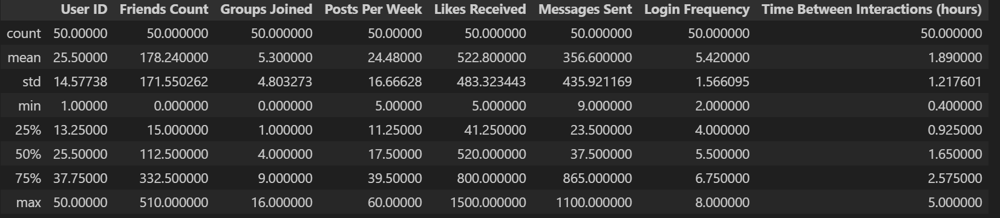 User ID Friends Count Groups Joined Posts Per Week Likes Received Messages Sent Login Frequency Time Between Interactions (hours)
count 50.00000 50.000000 50.000000 50.00000 50.000000 50.000000 50.000000 50.000000
mean 25.50000 178.240000 5.300000 24.48000 522.800000 356.600000 5.420000 1.890000
std 14.57738 171.550262 4.803273 16.66628 483.323443 435.921169 1.566095 1.217601
min 1.00000 0.000000 0.000000 5.00000 5.000000 9.000000 2.000000 0.400000
25% 13.25000 15.000000 1.000000 11.25000 41.250000 23.500000 4.000000 0.925000
50% 25.50000 112.500000 4.000000 17.50000 520.000000 37.500000 5.500000 1.650000
75% 37.75000 332.500000 9.000000 39.50000 800.000000 865.000000 6.750000 2.575000
max 50.00000 510.000000 16.000000 60.00000 1500.000000 1100.000000 8.000000 5.000000